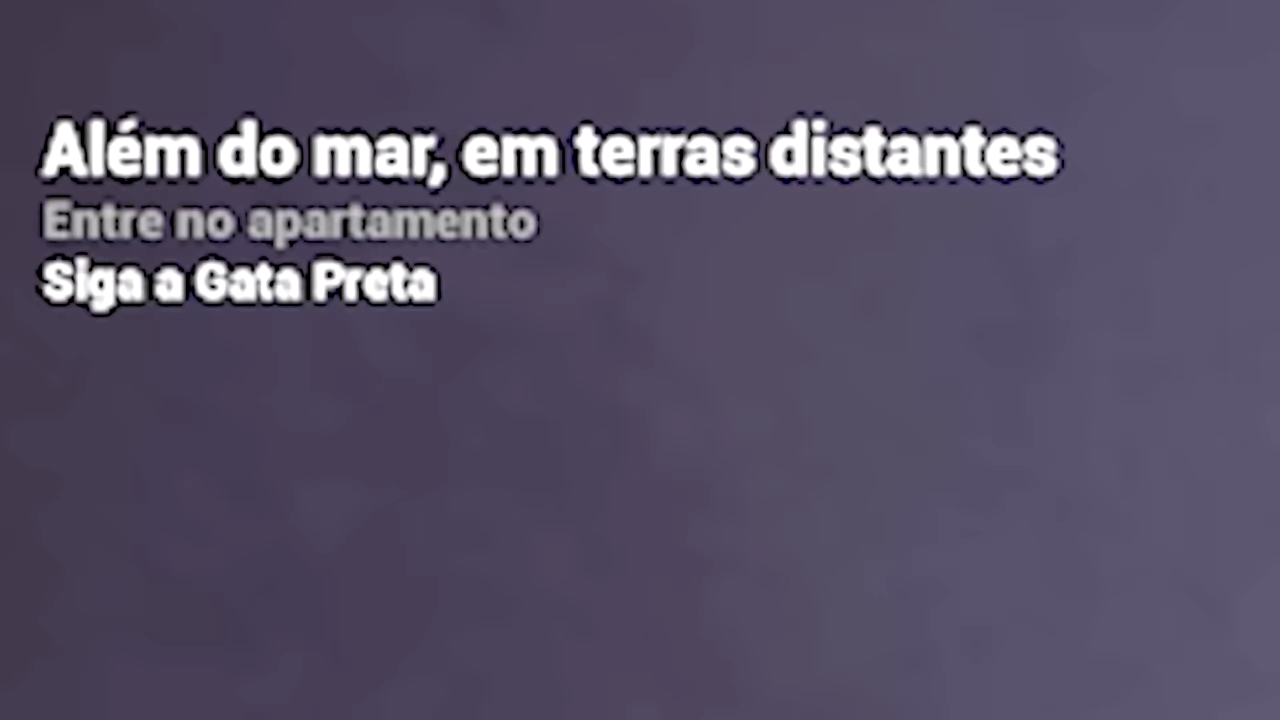 Além do mar, em terras distantes
Entre no apartamento
Siga a Gata Preta